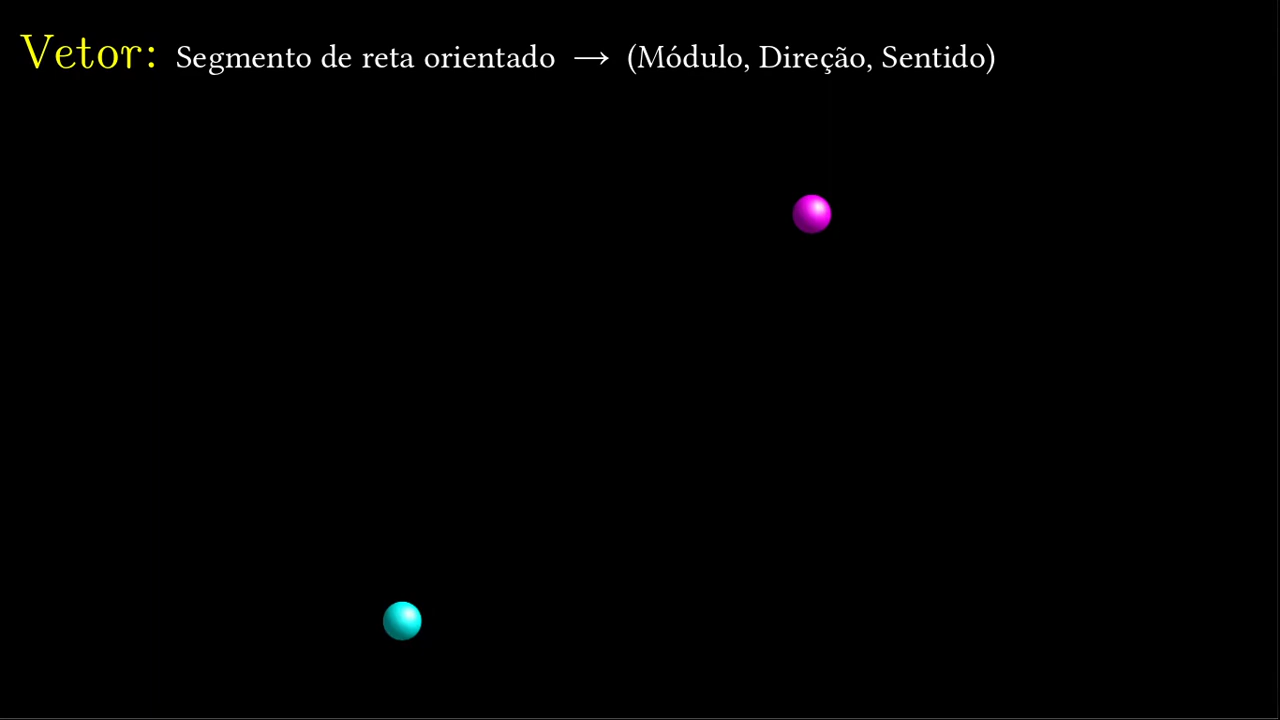 Vetor: Segmento de reta orientado → (Módulo, Direção, Sentido)